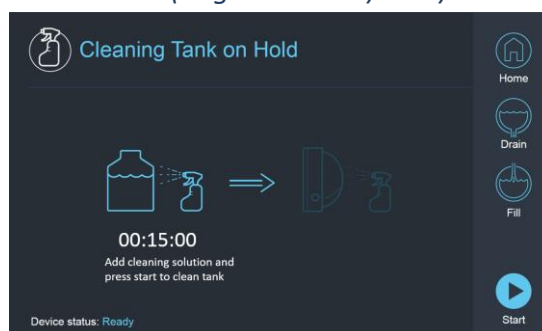 Cleaning Tank on Hold
Home
Drain
Fill
00:15:00
Add cleaning solution and
press start to clean tank
Device status: Ready
Start